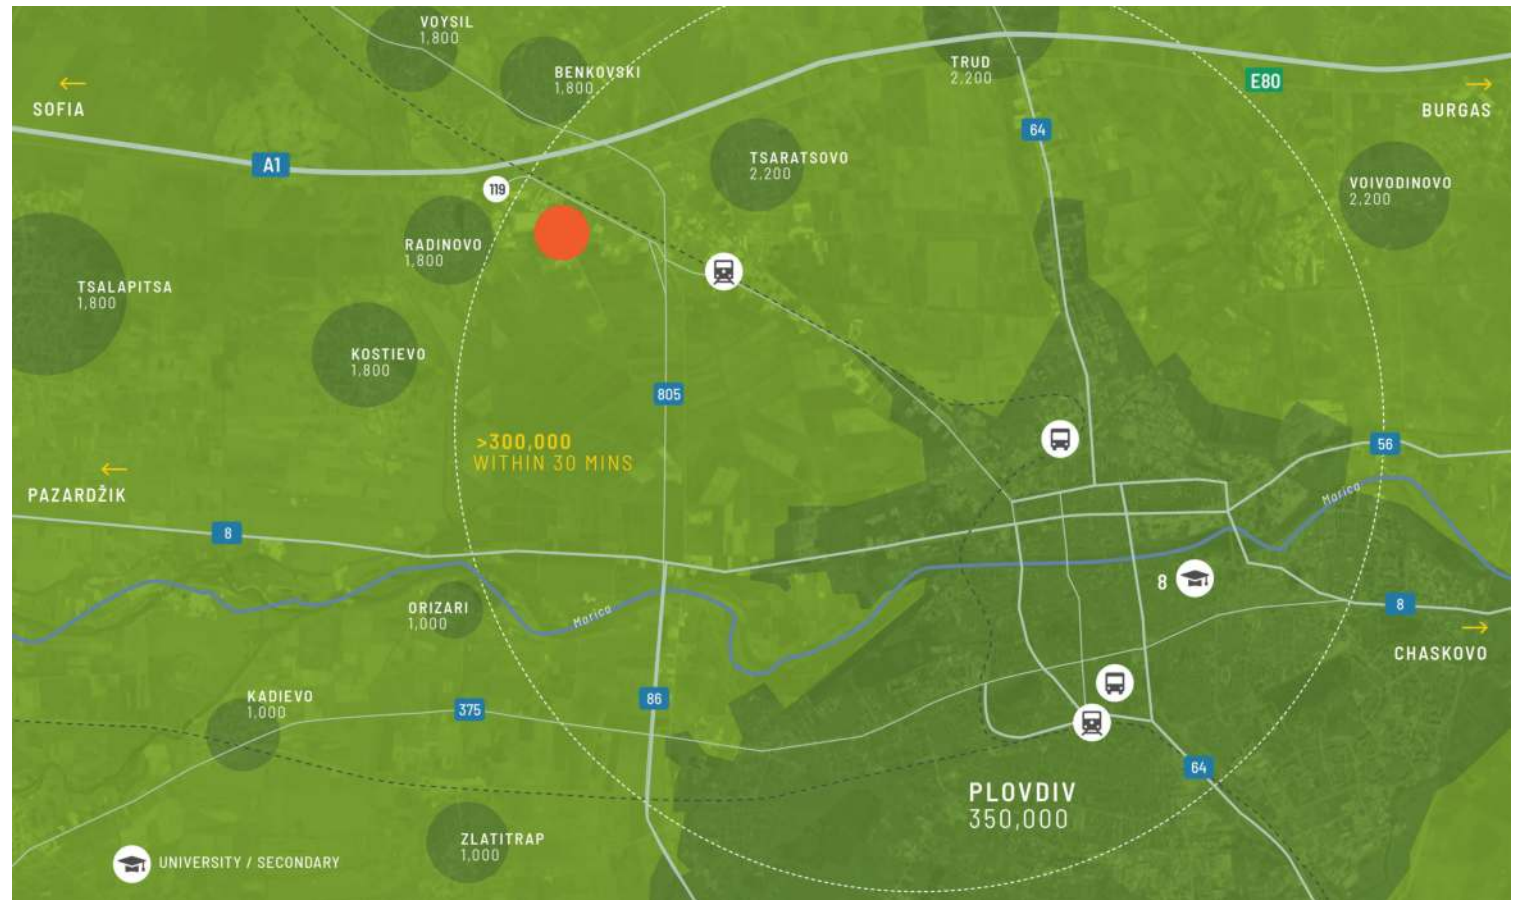 VOYSIL
1,800
BENKOVSKI
1,800
TRUD
2,200
E80
SOFIA
BURGAS
64
A1
TSARATSOVO
2,200
119
VOIVODINOVO
2,200
RADINOVO
1,800
TSALAPITSA
1,800
KOSTIEVO
1,800
805
>300,000
WITHIN 30 MINS
56
PAZARDŽIK
Marica
8
8
ORIZARI
1,000
Marica
8
CHASKOVO
KADIEVO
1,000
375
86
64
PLOVDIV
350,000
ZLATITRAP
1,000
UNIVERSITY / SECONDARY